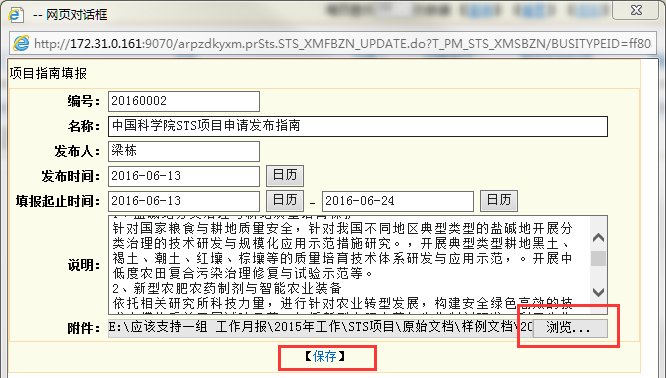 -- 网页对话框
http://172.31.0.161:9070/arpzdkyxm.prSts.STS_XMFBZN_UPDATE.do?T_PM_STS_XMSBZN/BUSITYPEID=ff80
项目指南填报
编号: 20160002
名称: 中国科学院STS项目申请发布指南
发布人: 梁栋
发布时间: 2016-06-13 日历
填报起止时间: 2016-06-13 日历 - 2016-06-24 日历
针对国家粮食与耕地质量安全，针对我国不同地区典型类型的盐碱地开展分
类治理的技术研发与规模化应用示范措施研究。，开展典型类型耕地黑土、
褐土、潮土、红壤、棕壤等的质量培育技术体系研发与应用示范，。开展中
说明: 低度农田复合污染治理修复与试验示范等。
2、新型农肥农药制剂与智能农业装备
依托相关研究所科技力量，进行针对农业转型发展，构建安全绿色高效的技
附件: E:\应该支持一组 工作月报\2015年工作\STS项目\原始文档\样例文档\20 浏览...
【保存】